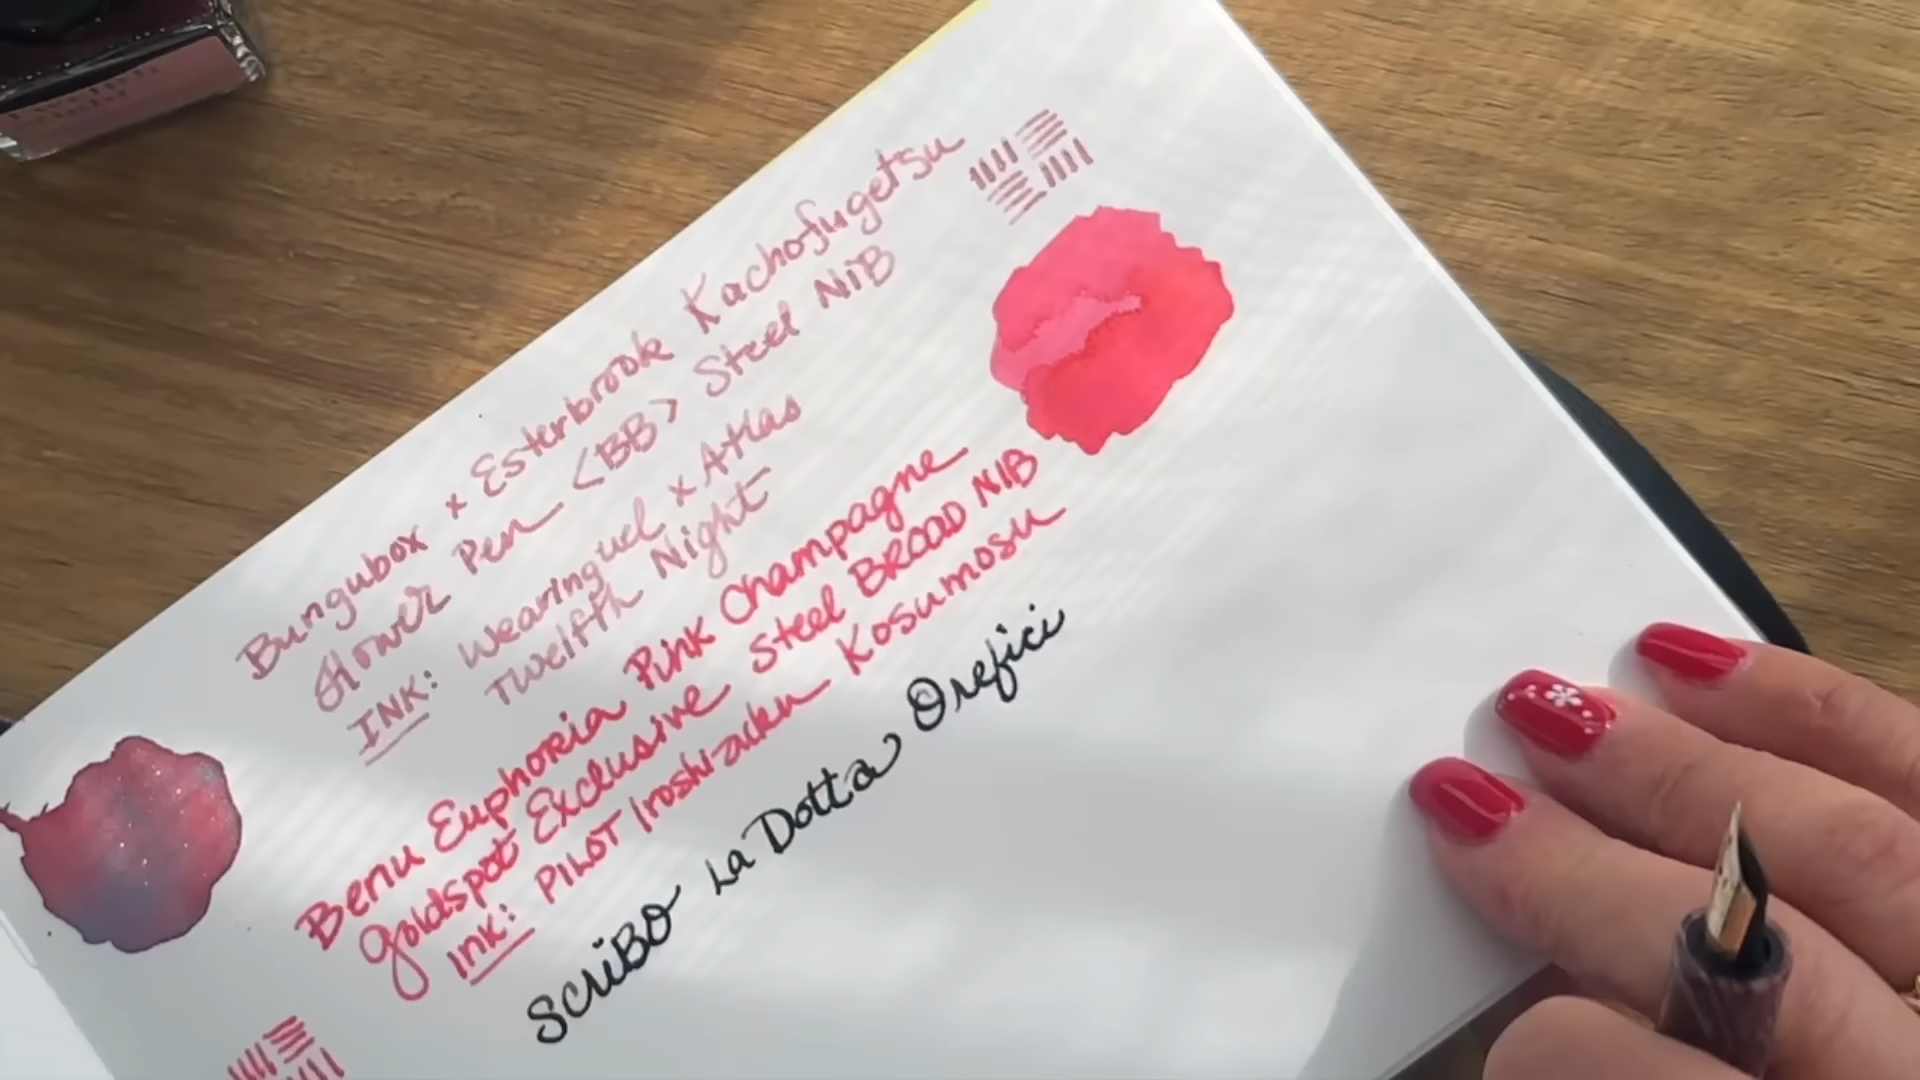 Bungubox x Esterbrook Kachofugetsu
Flower Pen <BB> Steel NIB
INK: Wearingeul x Atlas
Twelfth Night
Benu Euphoria Pink Champagne
Goldspot Exclusive Steel BROAD NIB
INK: PILOT Iroshizuku Kosumosu
SCRIBO La Dotta Orefici